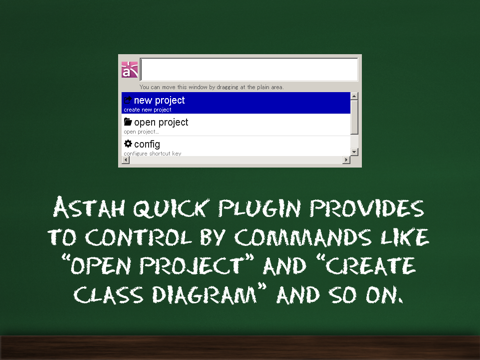 a
You can move this window by dragging at the plain area.
new project
create new project
open project
open project...
config
configure shortcut key
ASTAH QUICK PLUGIN PROVIDES
TO CONTROL BY COMMANDS LIKE
“OPEN PROJECT” AND “CREATE
CLASS DIAGRAM” AND SO ON.